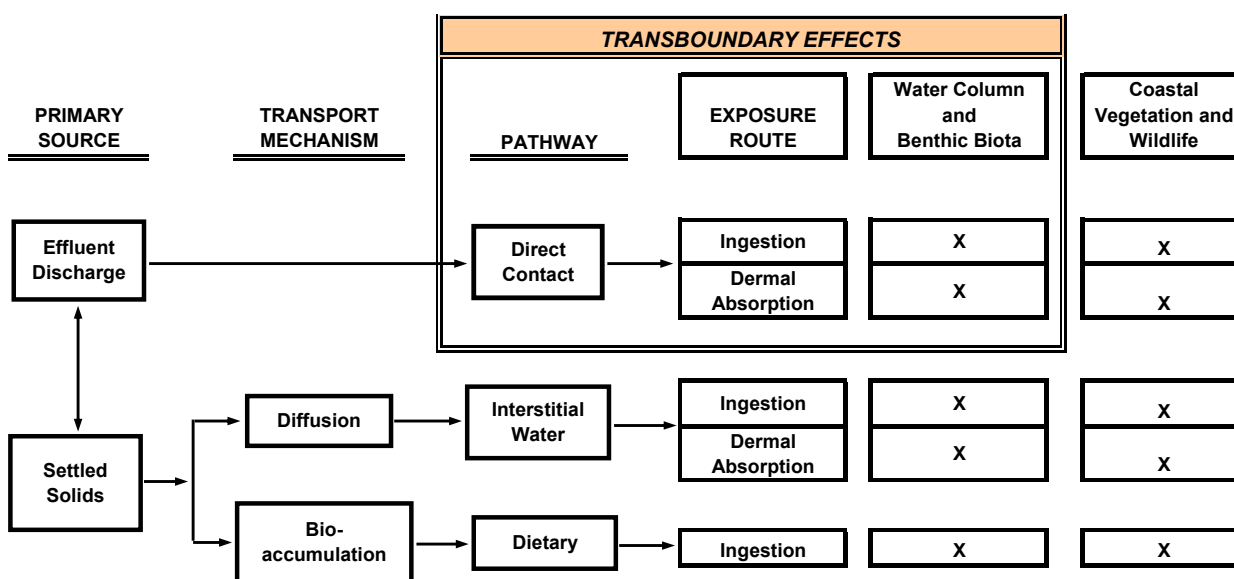 TRANSBOUNDARY EFFECTS
PRIMARY
SOURCE
TRANSPORT
MECHANISM
PATHWAY
EXPOSURE
ROUTE
Water Column
and
Benthic Biota
Coastal
Vegetation and
Wildlife
Effluent
Discharge
Direct
Contact
Ingestion
X
X
Dermal
Absorption
X
X
Settled
Solids
Diffusion
Interstitial
Water
Ingestion
X
X
Dermal
Absorption
X
X
Bio-
accumulation
Dietary
Ingestion
X
X